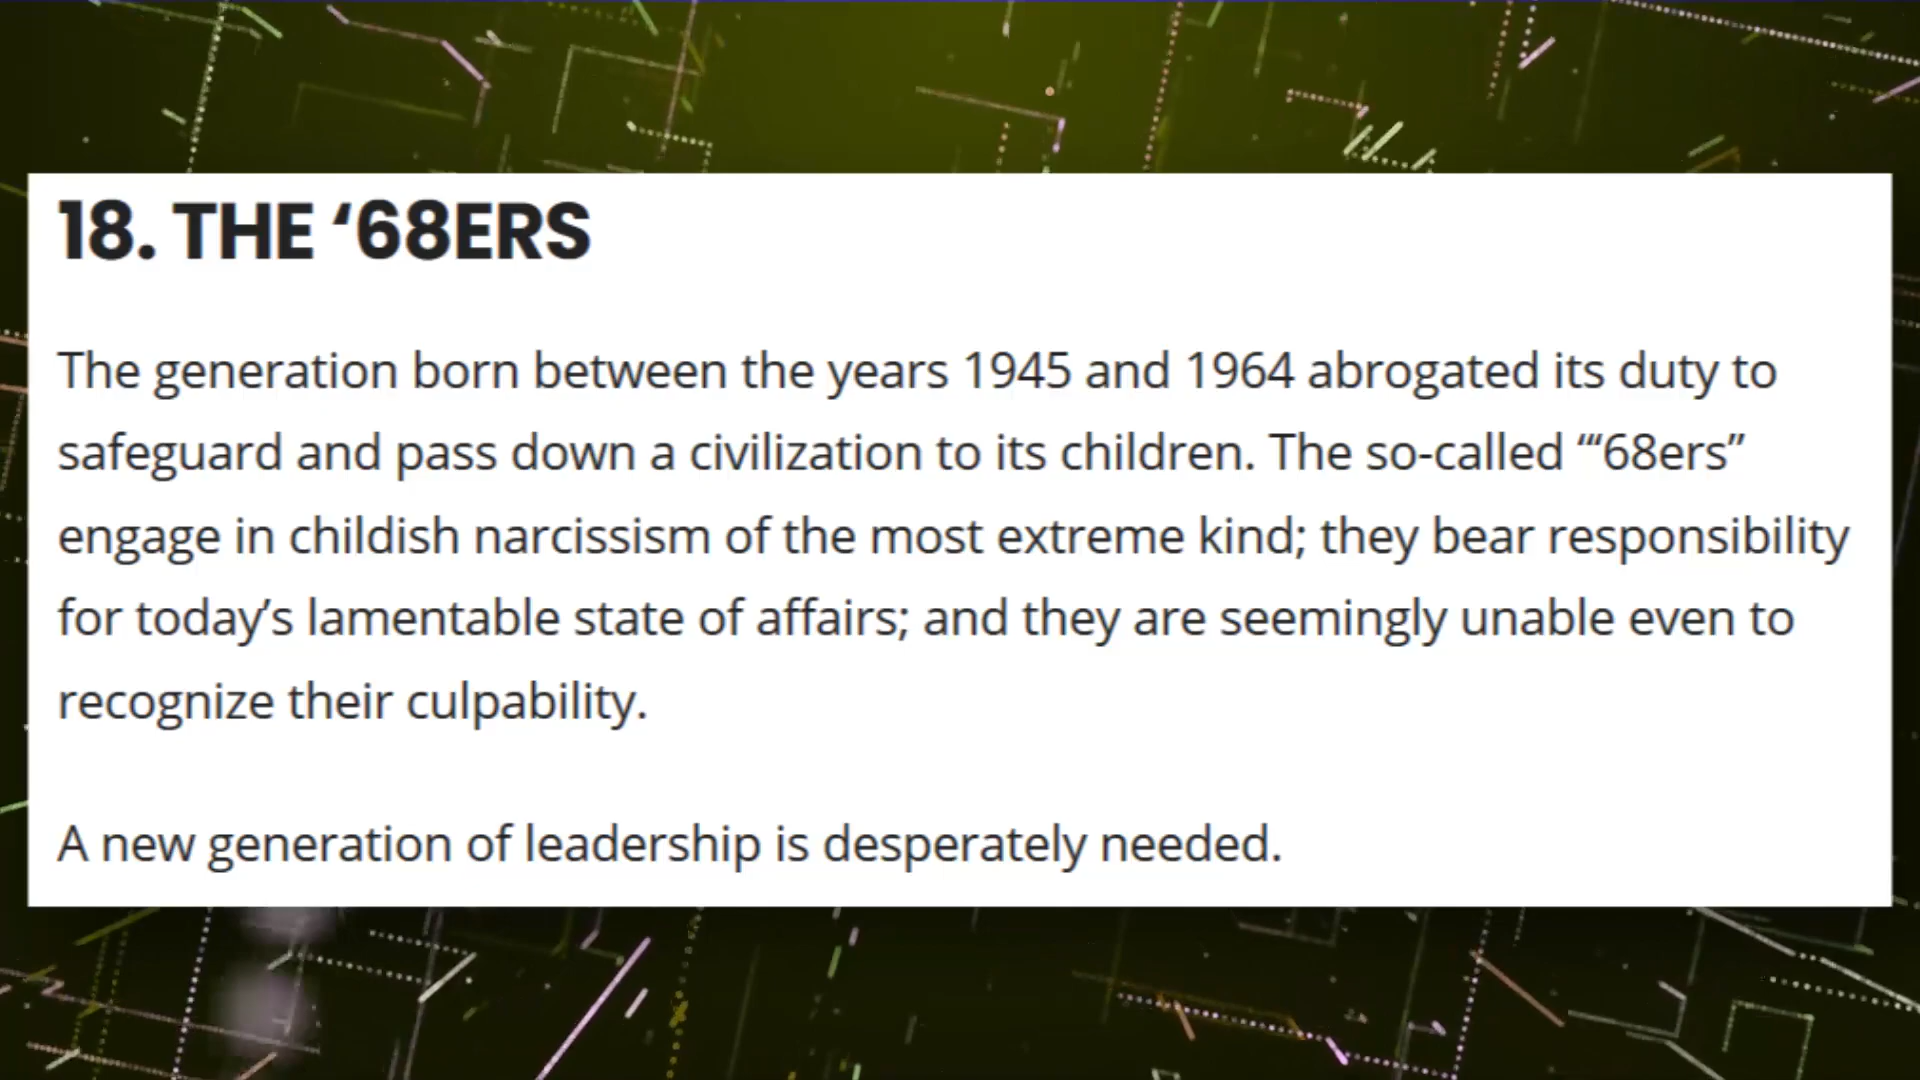 18. THE ‘68ERS
The generation born between the years 1945 and 1964 abrogated its duty to
safeguard and pass down a civilization to its children. The so-called “‘68ers”
engage in childish narcissism of the most extreme kind; they bear responsibility
for today’s lamentable state of affairs; and they are seemingly unable even to
recognize their culpability.
A new generation of leadership is desperately needed.